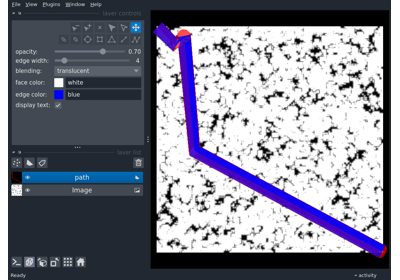 File View Plugins Window Help
layer controls
opacity: 0.70
edge width: 4
blending: translucent
face color: white
edge color: blue
display text:
layer list
path
Image
Ready activity